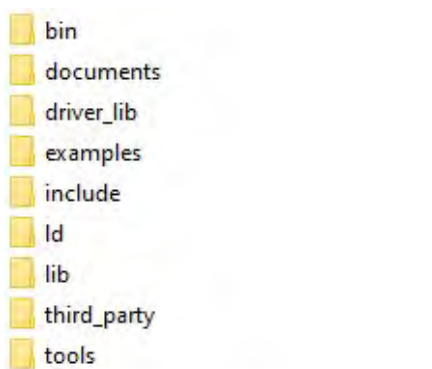 bin
documents
driver_lib
examples
include
ld
lib
third_party
tools